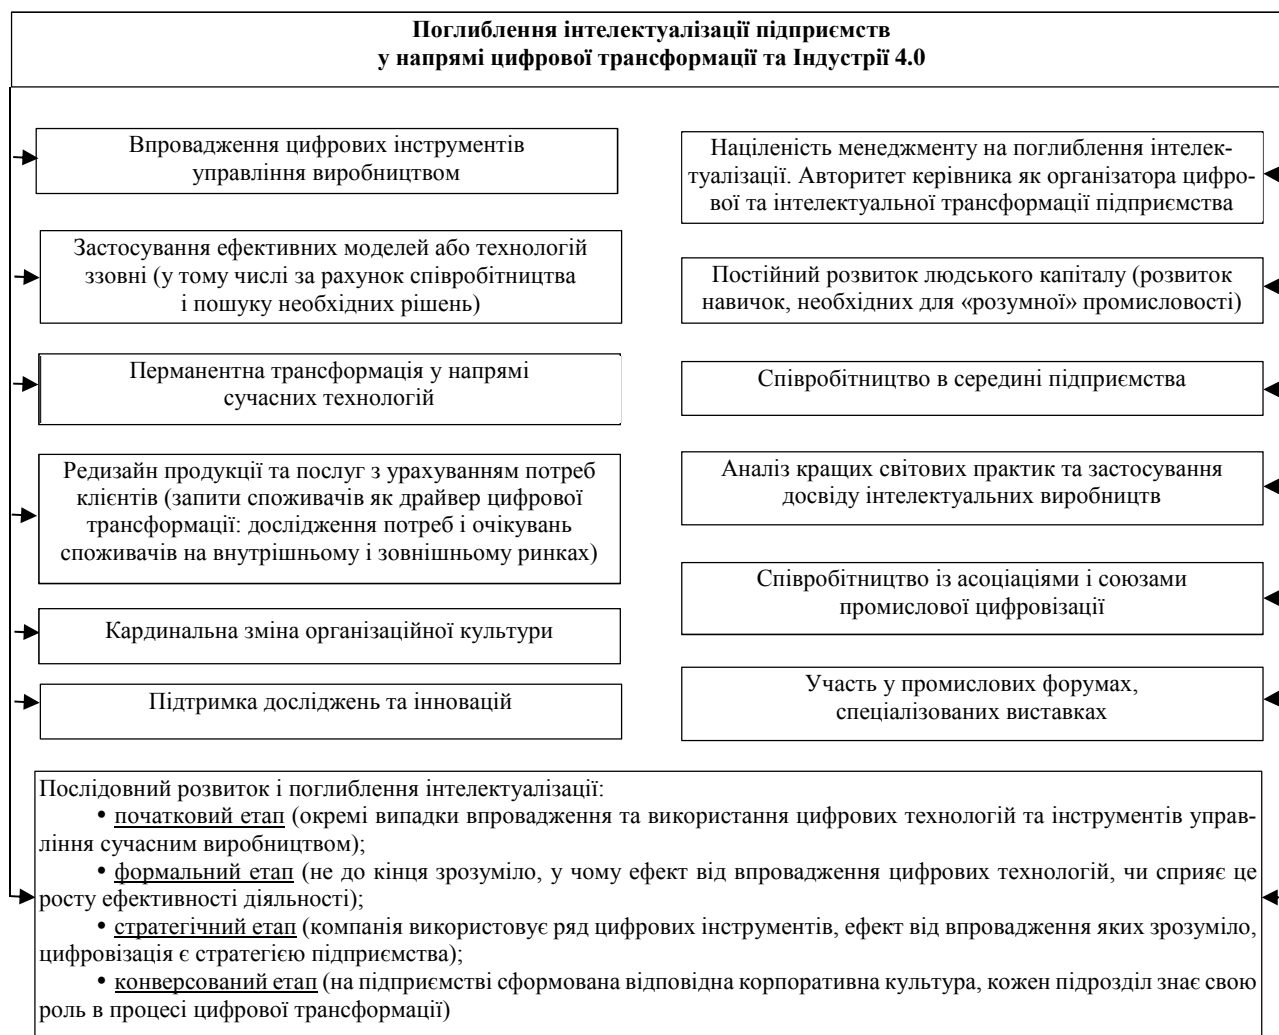 Поглиблення інтелектуалізації підприємств
у напрямі цифрової трансформації та Індустрії 4.0
Впровадження цифрових інструментів
управління виробництвом
Застосування ефективних моделей або технологій
ззовні (у тому числі за рахунок співробітництва
і пошуку необхідних рішень)
Перманентна трансформація у напрямі
сучасних технологій
Редизайн продукції та послуг з урахуванням потреб
клієнтів (запити споживачів як драйвер цифрової
трансформації: дослідження потреб і очікувань
споживачів на внутрішньому і зовнішньому ринках)
Кардинальна зміна організаційної культури
Підтримка досліджень та інновацій
Націленість менеджменту на поглиблення інтелек-
туалізації. Авторитет керівника як організатора цифро-
вої та інтелектуальної трансформації підприємства
Постійний розвиток людського капіталу (розвиток
навичок, необхідних для «розумної» промисловості)
Співробітництво в середині підприємства
Аналіз кращих світових практик та застосування
досвіду інтелектуальних виробництв
Співробітництво із асоціаціями і союзами
промислової цифровізації
Участь у промислових форумах,
спеціалізованих виставках
Послідовний розвиток і поглиблення інтелектуалізації:
• початковий етап (окремі випадки впровадження та використання цифрових технологій та інструментів управ-
ління сучасним виробництвом);
• формальний етап (не до кінця зрозуміло, у чому ефект від впровадження цифрових технологій, чи сприяє це
росту ефективності діяльності);
• стратегічний етап (компанія використовує ряд цифрових інструментів, ефект від впровадження яких зрозуміло,
цифровізація є стратегією підприємства);
• конверсований етап (на підприємстві сформована відповідна корпоративна культура, кожен підрозділ знає свою
роль в процесі цифрової трансформації)